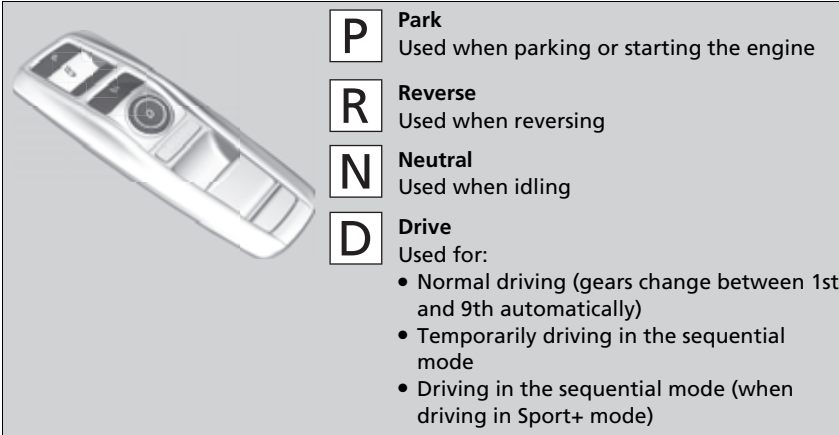 P
Park
Used when parking or starting the engine
R
Reverse
Used when reversing
N
Neutral
Used when idling
D
Drive
Used for:
• Normal driving (gears change between 1st
and 9th automatically)
• Temporarily driving in the sequential
mode
• Driving in the sequential mode (when
driving in Sport+ mode)